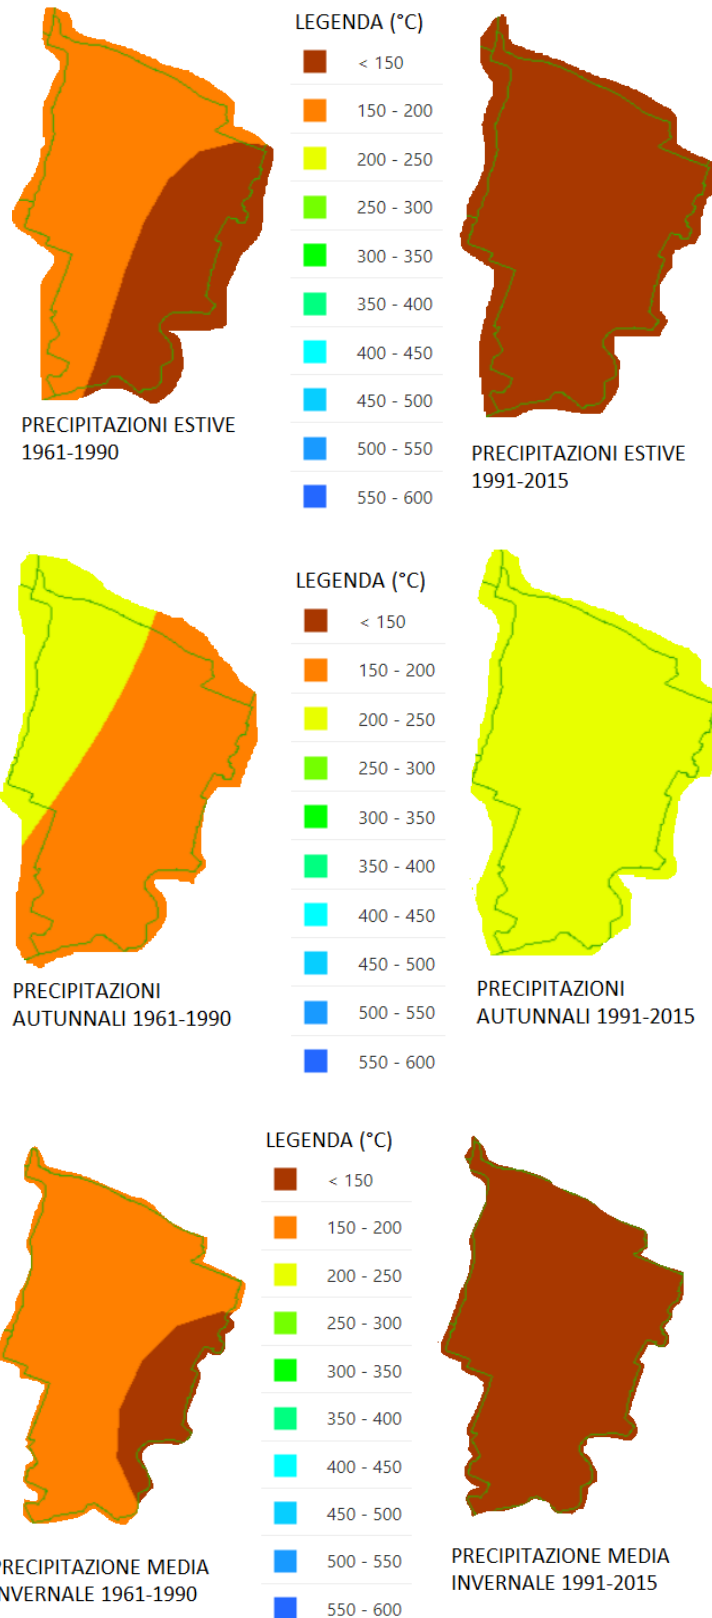 LEGENDA (°C)
< 150
150 - 200
200 - 250
250 - 300
300 - 350
350 - 400
400 - 450
450 - 500
500 - 550
550 - 600
PRECIPITAZIONI ESTIVE
1961-1990
PRECIPITAZIONI ESTIVE
1991-2015
LEGENDA (°C)
< 150
150 - 200
200 - 250
250 - 300
300 - 350
350 - 400
400 - 450
450 - 500
500 - 550
550 - 600
PRECIPITAZIONI
AUTUNNALI 1961-1990
PRECIPITAZIONI
AUTUNNALI 1991-2015
LEGENDA (°C)
< 150
150 - 200
200 - 250
250 - 300
300 - 350
350 - 400
400 - 450
450 - 500
500 - 550
550 - 600
PRECIPITAZIONE MEDIA
INVERNALE 1961-1990
PRECIPITAZIONE MEDIA
INVERNALE 1991-2015